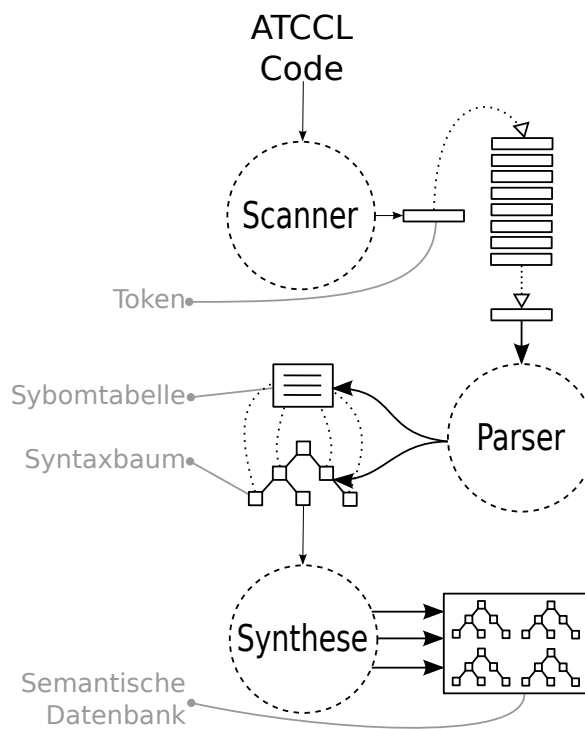 ATCCL
Code
Scanner
Token
Sybomtabelle
Parser
Syntaxbaum
Synthese
Semantische
Datenbank